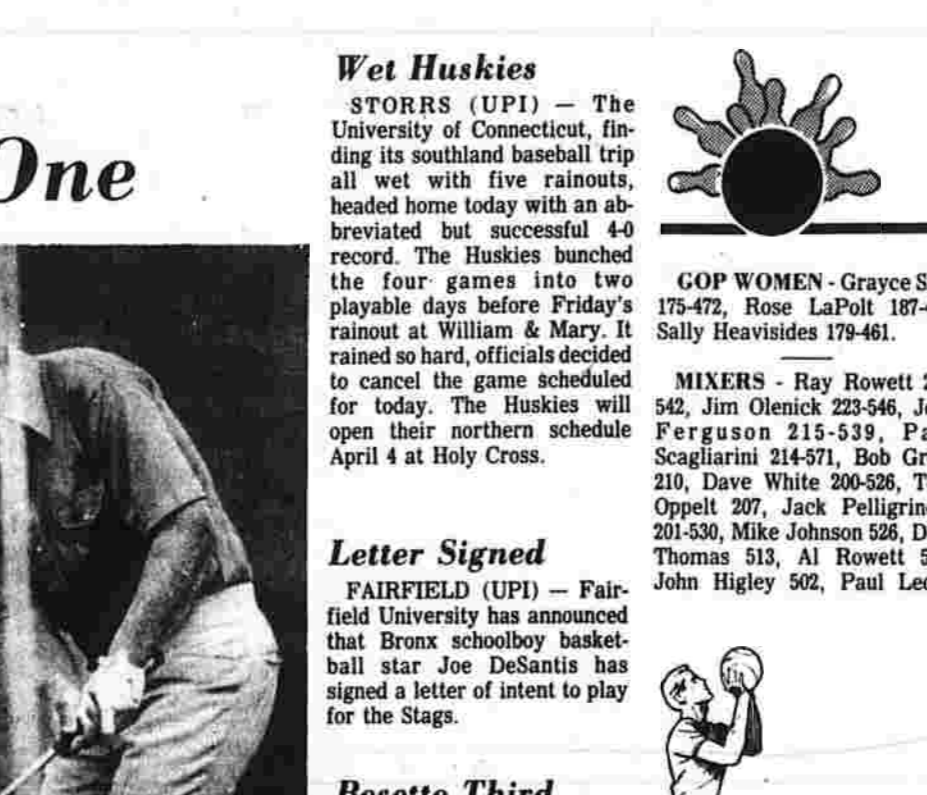 One
Wet Huskies
STORRS (UPI) — The
University of Connecticut, fin-
ding its southland baseball trip
all wet with five rainouts,
headed home today with an ab-
breviated but successful 4-0
record. The Huskies bunched
the four games into two
playable days before Friday's
rainout at William & Mary. It
rained so hard, officials decided
to cancel the game scheduled
for today. The Huskies will
open their northern schedule
April 4 at Holy Cross.
Letter Signed
FAIRFIELD (UPI) — Fair-
field University has announced
that Bronx schoolboy basket-
ball star Joe DeSantis has
signed a letter of intent to play
for the Stags.
Third
GOP WOMEN - Grayce
175-472, Rose LaPolt
Sally Heavisides 179-461.
MIXERS - Ray Rowett
542, Jim Olenick 223-546,
Ferguson 215-539,
Scagliarini 214-571, Bob
210, Dave White 200-526,
Oppelt 207, Jack
201-530, Mike Johnson 526,
Thomas 513, Al Rowett
John Higley 502, Paul